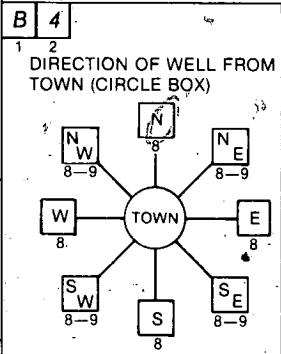 B 4
1 2
DIRECTION OF WELL FROM
TOWN (CIRCLE BOX)
N
8
N W
8-9
N E
8-9
W
8
TOWN
E
8
S W
8-9
S E
8-9
S
8